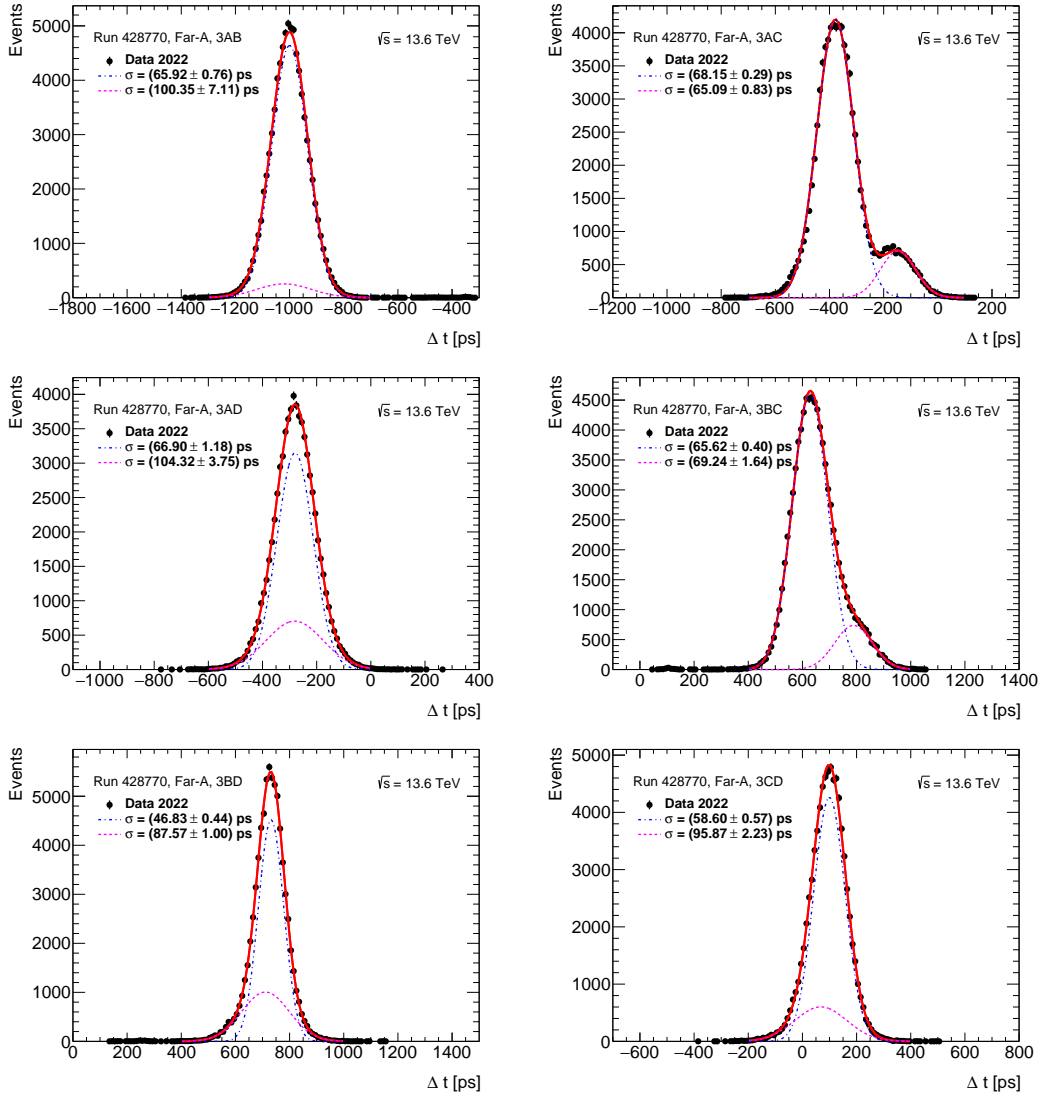 Events
Run 428770, Far-A, 3AB
√s = 13.6 TeV
Data 2022
σ = (65.92 ± 0.76) ps
σ = (100.35 ± 7.11) ps
5000
4000
3000
2000
1000
0
−1800 −1600 −1400 −1200 −1000 −800 −600 −400
Δ t [ps]
Events
Run 428770, Far-A, 3AC
√s = 13.6 TeV
Data 2022
σ = (68.15 ± 0.29) ps
σ = (65.09 ± 0.83) ps
4000
3500
3000
2500
2000
1500
1000
500
0
−1200 −1000 −800 −600 −400 −200 0 200
Δ t [ps]
Events
Run 428770, Far-A, 3AD
√s = 13.6 TeV
Data 2022
σ = (66.90 ± 1.18) ps
σ = (104.32 ± 3.75) ps
4000
3500
3000
2500
2000
1500
1000
500
0
−1000 −800 −600 −400 −200 0 200 400
Δ t [ps]
Events
Run 428770, Far-A, 3BC
√s = 13.6 TeV
Data 2022
σ = (65.62 ± 0.40) ps
σ = (69.24 ± 1.64) ps
4500
4000
3500
3000
2500
2000
1500
1000
500
0
0 200 400 600 800 1000 1200 1400
Δ t [ps]
Events
Run 428770, Far-A, 3BD
√s = 13.6 TeV
Data 2022
σ = (46.83 ± 0.44) ps
σ = (87.57 ± 1.00) ps
5000
4000
3000
2000
1000
0
0 200 400 600 800 1000 1200 1400
Δ t [ps]
Events
Run 428770, Far-A, 3CD
√s = 13.6 TeV
Data 2022
σ = (58.60 ± 0.57) ps
σ = (95.87 ± 2.23) ps
5000
4000
3000
2000
1000
0
−600 −400 −200 0 200 400 600 800
Δ t [ps]